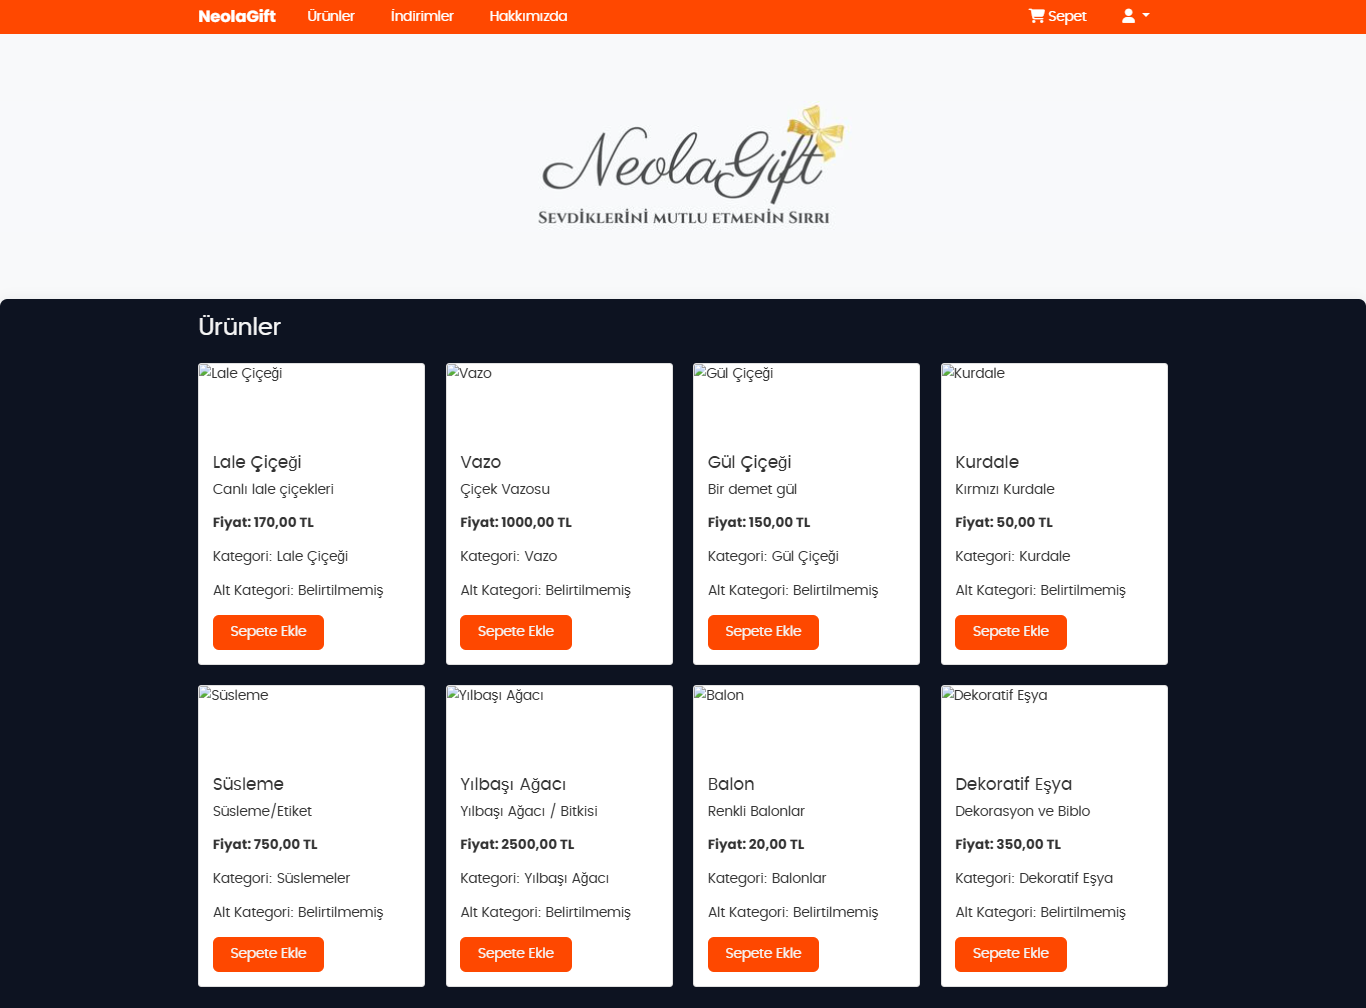 NeolaGift Ürünler İndirimler Hakkımızda Sepet
NeolaGift
SEVDİKLERİNİ MUTLU ETMENİN SIRRI
Ürünler
Lale Çiçeği Vazo Gül Çiçeği Kurdale
Lale Çiçeği Vazo Gül Çiçeği Kurdale
Canlı lale çiçekleri Çiçek Vazosu Bir demet gül Kırmızı Kurdale
Fiyat: 170,00 TL Fiyat: 1000,00 TL Fiyat: 150,00 TL Fiyat: 50,00 TL
Kategori: Lale Çiçeği Kategori: Vazo Kategori: Gül Çiçeği Kategori: Kurdale
Alt Kategori: Belirtilmemiş Alt Kategori: Belirtilmemiş Alt Kategori: Belirtilmemiş Alt Kategori: Belirtilmemiş
Sepete Ekle Sepete Ekle Sepete Ekle Sepete Ekle
Süsleme Yılbaşı Ağacı Balon Dekoratif Eşya
Süsleme Yılbaşı Ağacı Balon Dekoratif Eşya
Süsleme/Etiket Yılbaşı Ağacı / Bitkisi Renkli Balonlar Dekorasyon ve Biblo
Fiyat: 750,00 TL Fiyat: 2500,00 TL Fiyat: 20,00 TL Fiyat: 350,00 TL
Kategori: Süslemeler Kategori: Yılbaşı Ağacı Kategori: Balonlar Kategori: Dekoratif Eşya
Alt Kategori: Belirtilmemiş Alt Kategori: Belirtilmemiş Alt Kategori: Belirtilmemiş Alt Kategori: Belirtilmemiş
Sepete Ekle Sepete Ekle Sepete Ekle Sepete Ekle